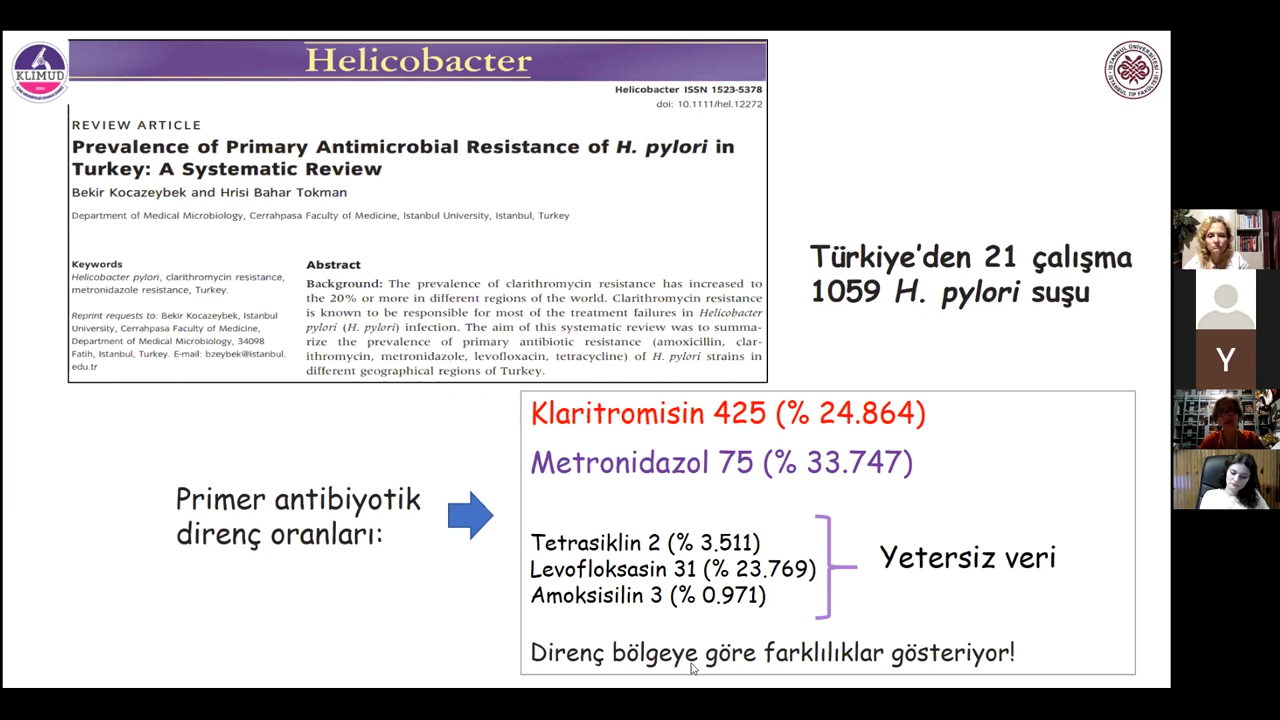 Helicobacter
KLIMUD
İSTANBUL ÜNİVERSİTESİ
İSTANBUL TIP FAKÜLTESİ
Helicobacter ISSN 1523-5378
doi: 10.1111/hel.12272
REVIEW ARTICLE
Prevalence of Primary Antimicrobial Resistance of H. pylori in
Turkey: A Systematic Review
Bekir Kocazeybek and Hrisi Bahar Tokman
Department of Medical Microbiology, Cerrahpasa Faculty of Medicine, Istanbul University, Istanbul, Turkey
Keywords
Helicobacter pylori, clarithromycin resistance,
metronidazole resistance, Turkey.
Reprint requests to: Bekir Kocazeybek, Istanbul
University, Cerrahpasa Faculty of Medicine,
Department of Medical Microbiology, 34098
Fatih, Istanbul, Turkey. E-mail: bzeybek@istanbul.
edu.tr
Abstract
Background: The prevalence of clarithromycin resistance has increased to
the 20% or more in different regions of the world. Clarithromycin resistance
is known to be responsible for most of the treatment failures in Helicobacter
pylori (H. pylori) infection. The aim of this systematic review was to summa-
rize the prevalence of primary antibiotic resistance (amoxicillin, clar-
ithromycin, metronidazole, levofloxacin, tetracycline) of H. pylori strains in
different geographical regions of Turkey.
Türkiye'den 21 çalışma
1059 H. pylori suşu
Primer antibiyotik
direnç oranları:
Klaritromisin 425 (% 24.864)
Metronidazol 75 (% 33.747)
Tetrasiklin 2 (% 3.511)
Levofloksasin 31 (% 23.769)
Amoksisilin 3 (% 0.971)
Yetersiz veri
Direnç bölgeye göre farklılıklar gösteriyor!
Y